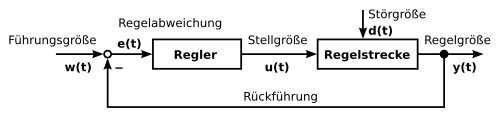 Störgröße
d(t)
Regelabweichung
Führungsgröße
e(t)
Regler
Stellgröße
Regelstrecke
Regelgröße
w(t)
–
u(t)
y(t)
Rückführung